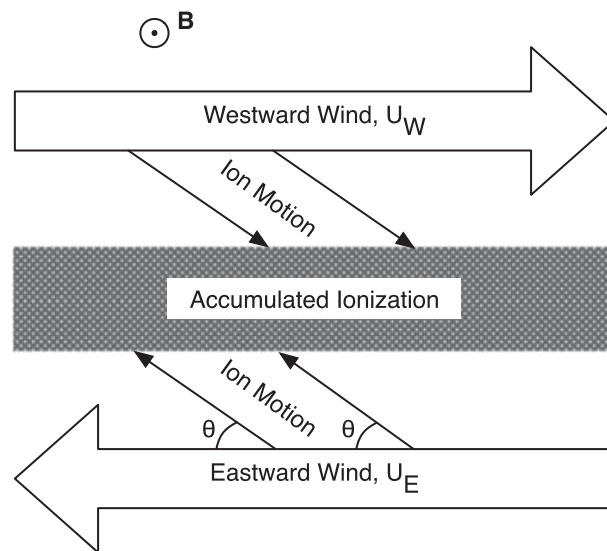 B
Westward Wind, U_W
Ion Motion
Accumulated Ionization
Ion Motion
θ
θ
Eastward Wind, U_E